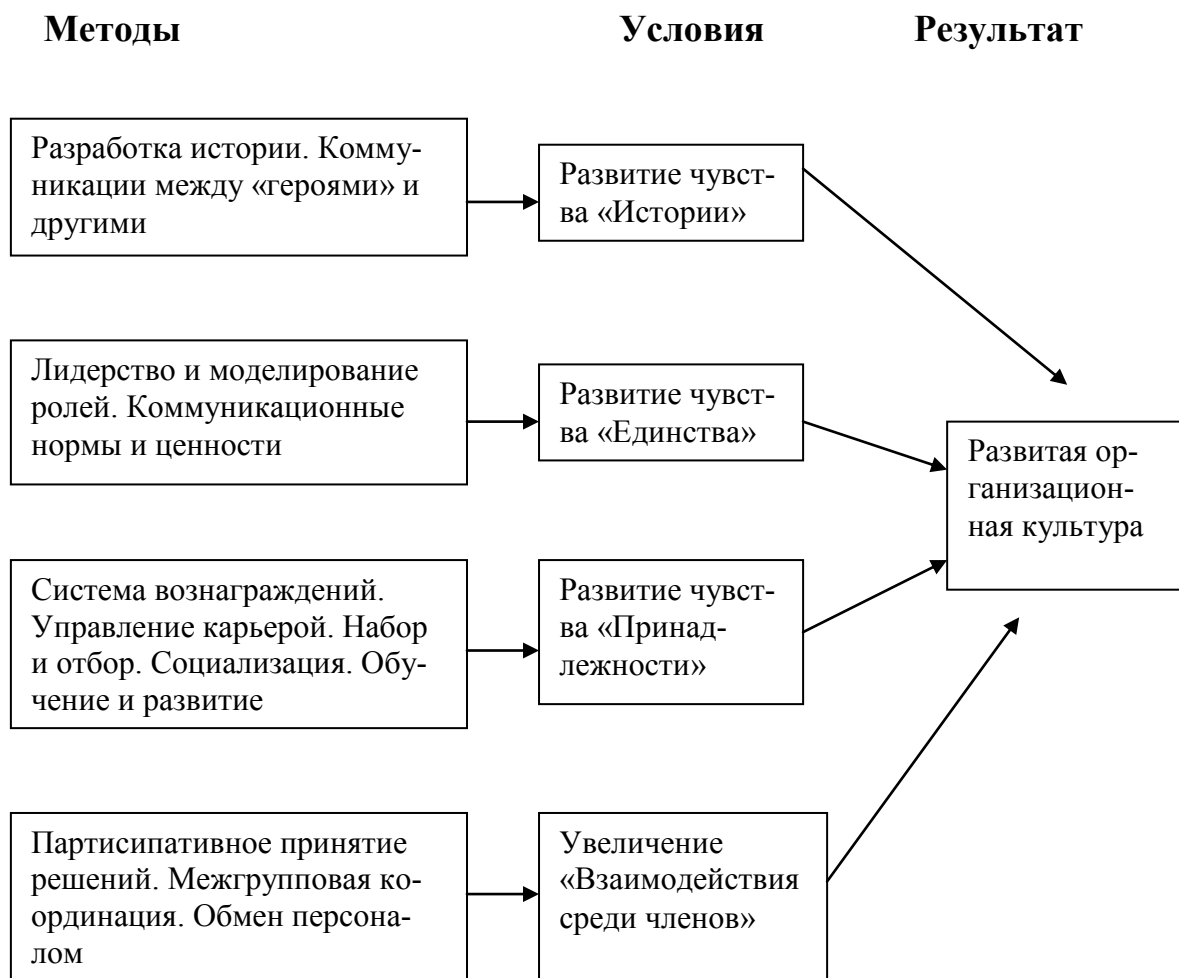 Методы Условия Результат
Разработка истории. Комму-
никации между «героями» и
другими
Развитие чувст-
ва «Истории»
Лидерство и моделирование
ролей. Коммуникационные
нормы и ценности
Развитие чувст-
ва «Единства»
Развитая ор-
ганизацион-
ная культура
Система вознаграждений.
Управление карьерой. Набор
и отбор. Социализация. Обу-
чение и развитие
Развитие чувст-
ва «Принад-
лежности»
Партисипативное принятие
решений. Межгрупповая ко-
ординация. Обмен персона-
лом
Увеличение
«Взаимодействия
среди членов»